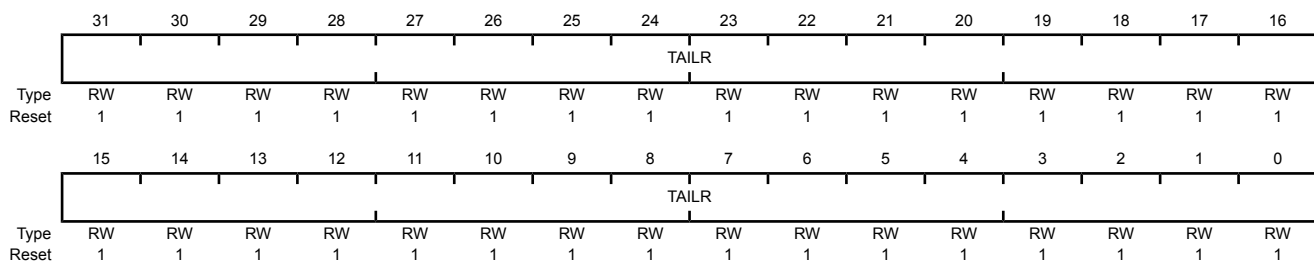 31 30 29 28 27 26 25 24 23 22 21 20 19 18 17 16
TAILR
Type RW RW RW RW RW RW RW RW RW RW RW RW RW RW RW RW
Reset 1 1 1 1 1 1 1 1 1 1 1 1 1 1 1 1
15 14 13 12 11 10 9 8 7 6 5 4 3 2 1 0
TAILR
Type RW RW RW RW RW RW RW RW RW RW RW RW RW RW RW RW
Reset 1 1 1 1 1 1 1 1 1 1 1 1 1 1 1 1